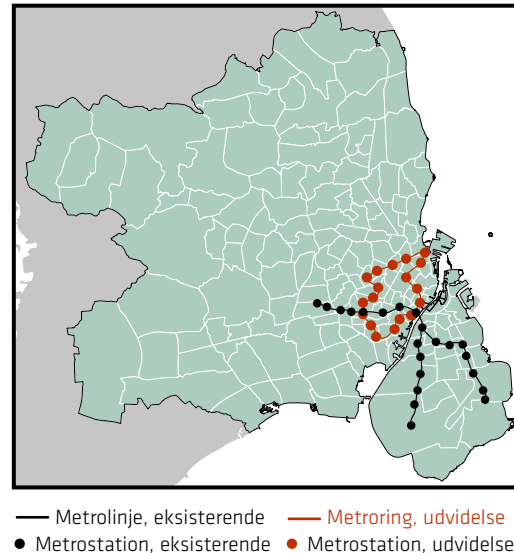 Metrolinje, eksisterende
Metroring, udvidelse
Metrostation, eksisterende
Metrostation, udvidelse